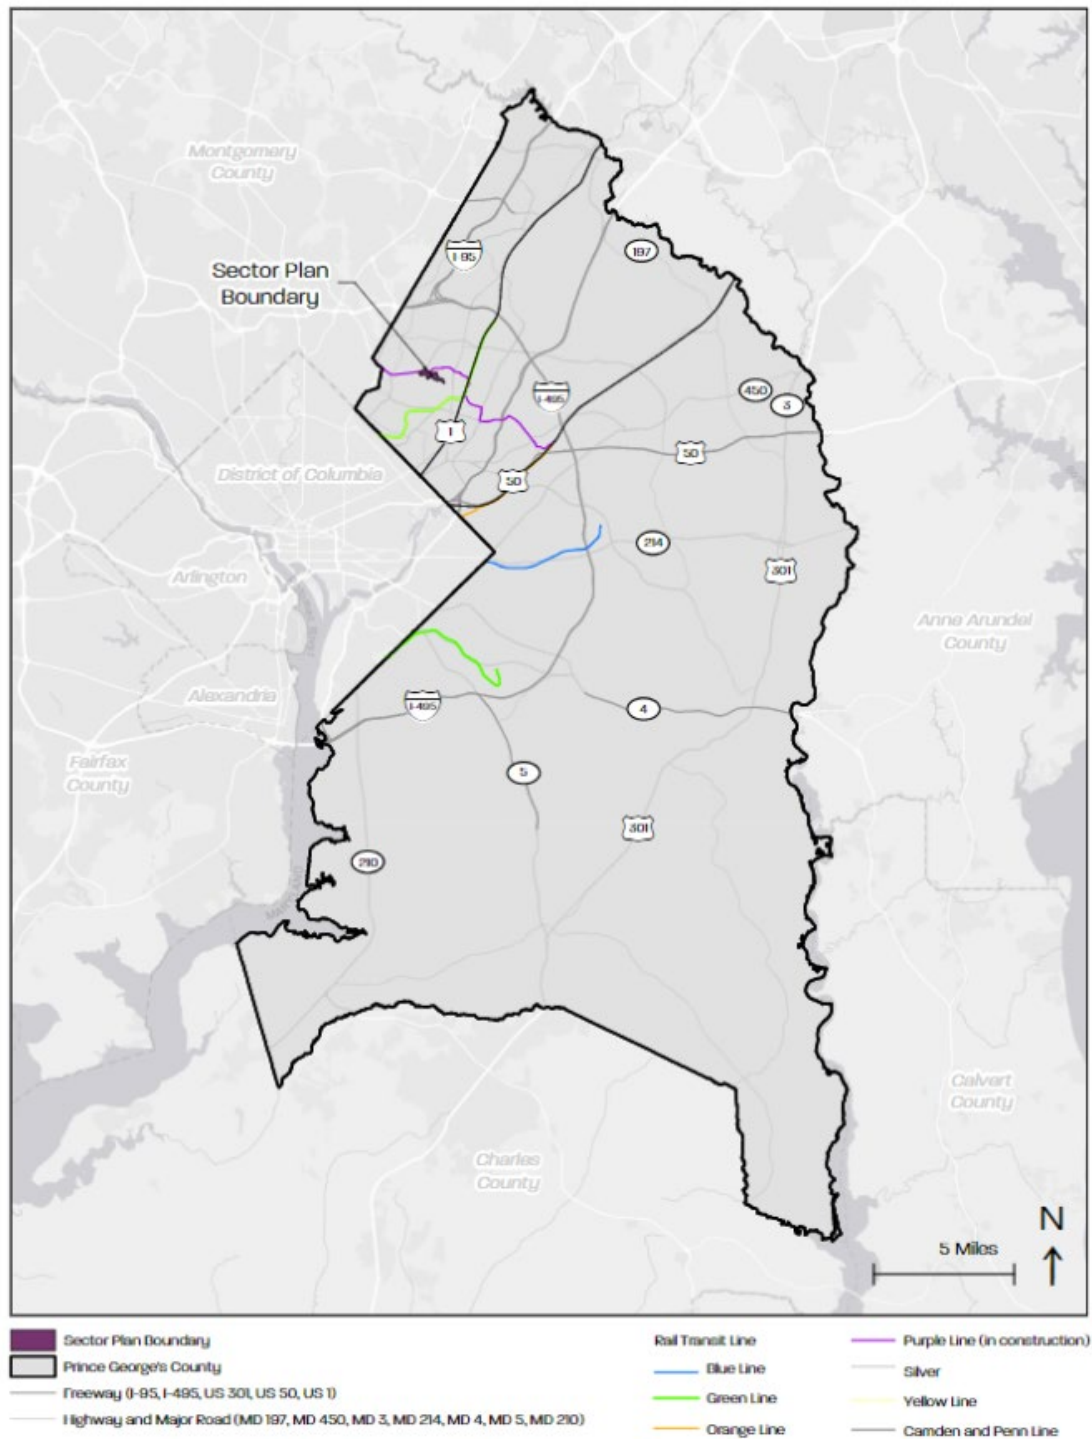 Montgomery
County
197
I-95
Sector Plan
Boundary
450
3
I-495
1
50
50
District of Columbia
214
301
Arlington
Anne Arundel
County
Alexandria
I-495
4
Fairfax
County
5
301
210
Calvert
County
Charles
County
N
5 Miles
Sector Plan Boundary
Prince George's County
Freeway (I-95, I-495, US 301, US 50, US 1)
Highway and Major Road (MD 197, MD 450, MD 3, MD 214, MD 4, MD 5, MD 210)
Rail Transit Line
Blue Line
Green Line
Orange Line
Purple Line (in construction)
Silver
Yellow Line
Camden and Penn Line